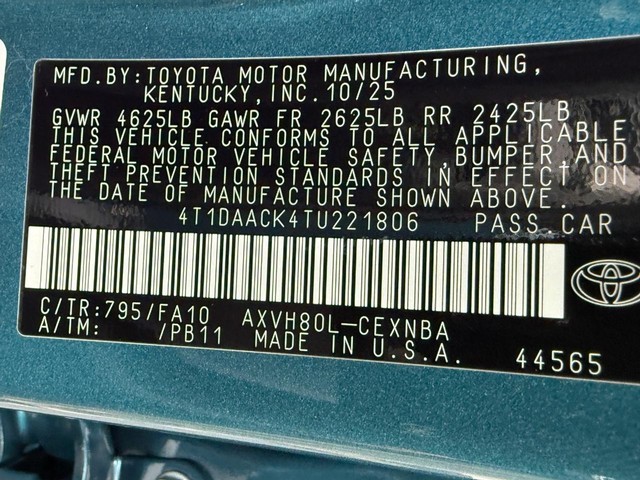 MFD.BY:TOYOTA MOTOR MANUFACTURING,
KENTUCKY,INC.10/25
GVWR 4625LB GAWR FR 2625LB RR 2425LB
THIS VEHICLE CONFORMS TO ALL APPLICABLE
FEDERAL MOTOR VEHICLE SAFETY,BUMPER,AND
THEFT PREVENTION STANDARDS IN EFFECT ON
THE DATE OF MANUFACTURE SHOWN ABOVE.
4T1DAACK4TU221806 PASS.CAR
C/TR:795/FA10 AXVH80L-CEXNBA
A/TM: /PB11 MADE IN U.S.A. 44565